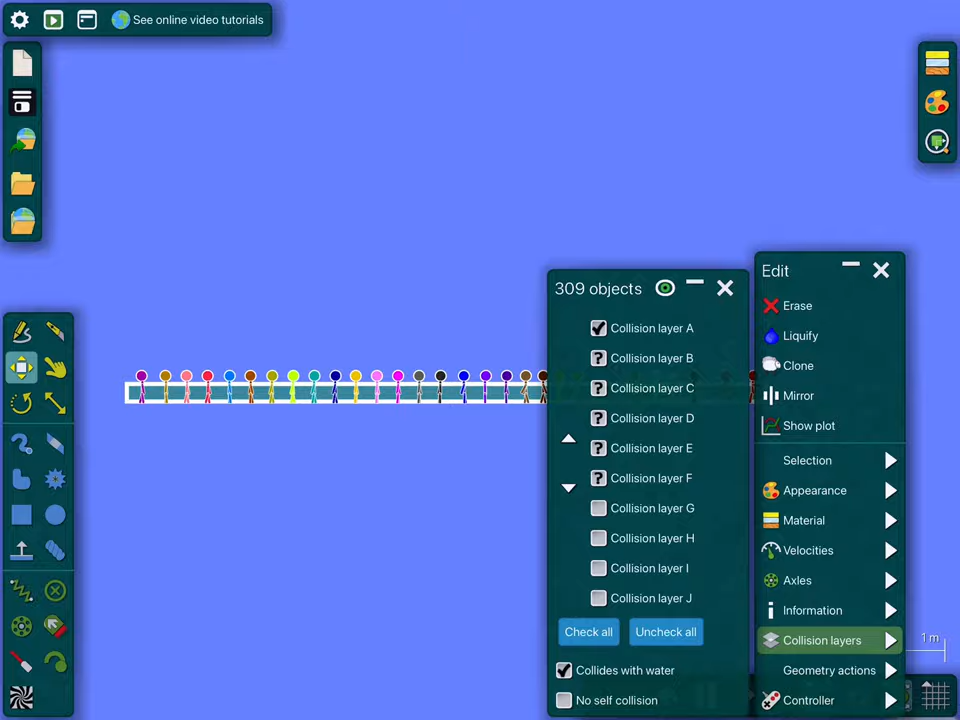 See online video tutorials
Edit
309 objects
Erase
Collision layer A
Liquify
Collision layer B
Clone
Collision layer C
Mirror
Collision layer D
Show plot
Collision layer E
Selection
Collision layer F
Appearance
Collision layer G
Material
Collision layer H
Velocities
Collision layer I
Axles
Collision layer J
Information
Check all
Uncheck all
Collision layers
1 m
Collides with water
Geometry actions
No self collision
Controller